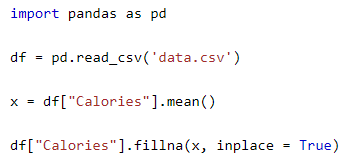 import pandas as pd
df = pd.read_csv('data.csv')
x = df["Calories"].mean()
df["Calories"].fillna(x, inplace = True)